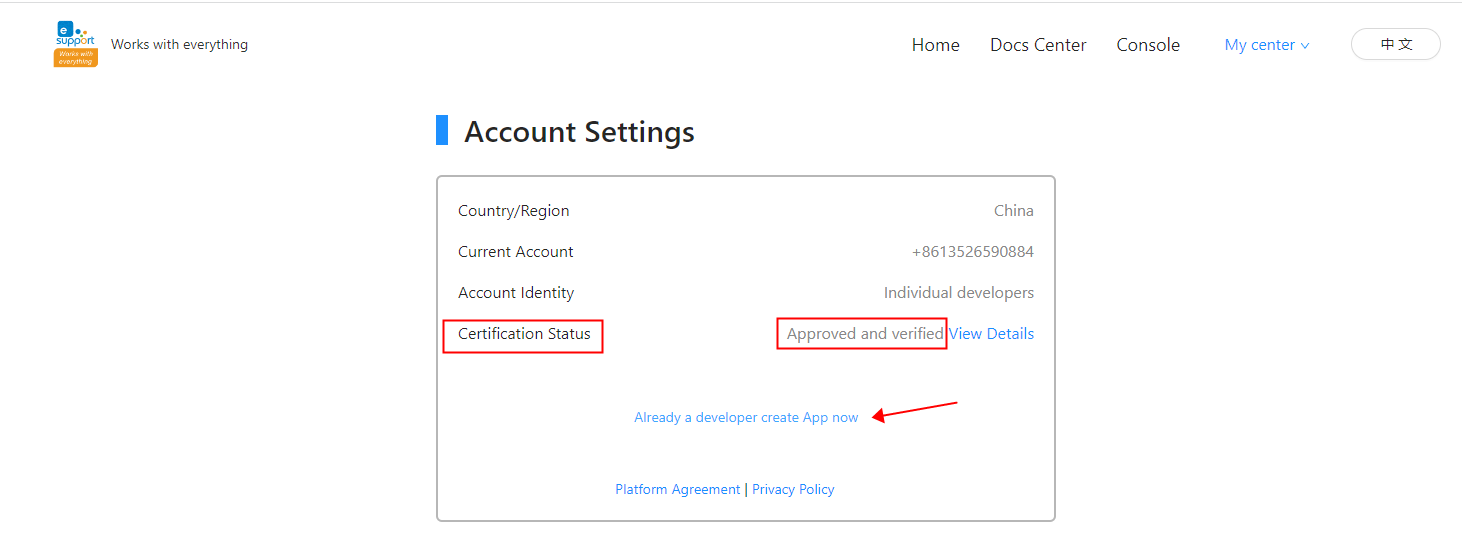 e
support
Works with
everything
Works with everything
Home Docs Center Console My center 中文
Account Settings
Country/Region China
Current Account +8613526590884
Account Identity Individual developers
Certification Status Approved and verified View Details
Already a developer create App now
Platform Agreement | Privacy Policy